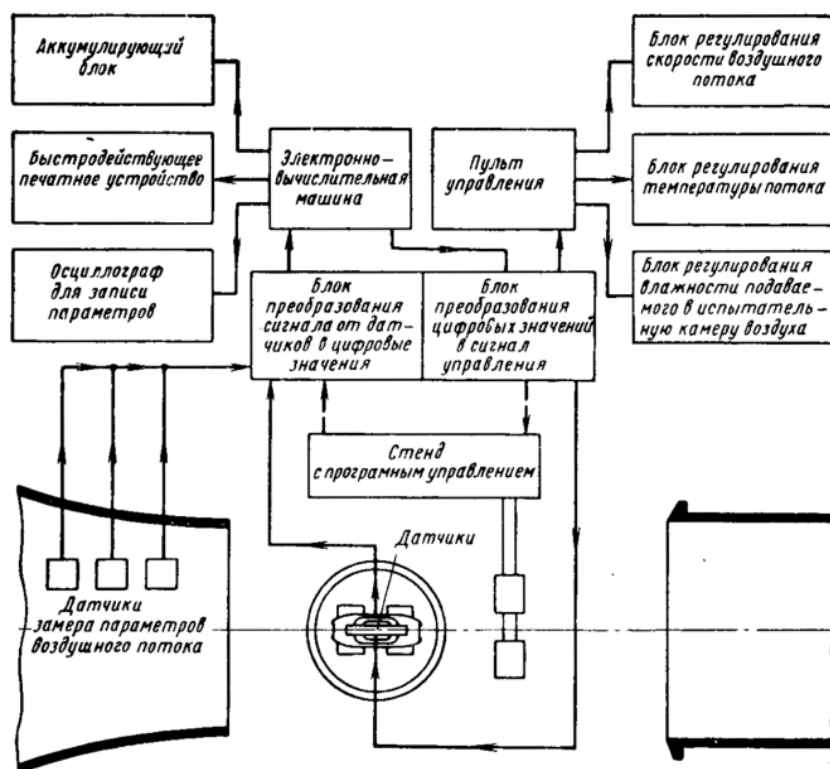 Аккумулирующий
блок
Быстродействующее
печатное устройство
Осциллограф
для записи
параметров
Электронно-
вычислительная
машина
Пульт
управления
Блок регулирования
скорости воздушного
потока
Блок регулирования
температуры потока
Блок регулирования
влажности подавае-
мого в испытатель-
ную камеру воздуха
Блок
преобразования
сигнала от дат-
чиков в цифровые
значения
Блок
преобразования
цифровых значений
в сигнал
управления
Стенд
с програмным управлением
Датчики
Датчики
замера параметров
воздушного потока